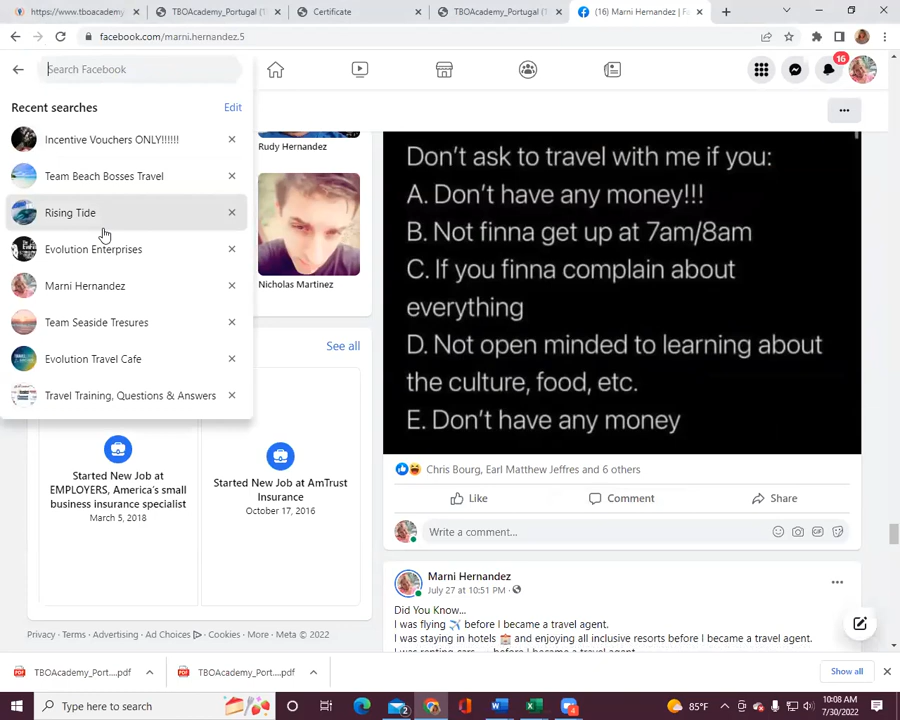 https://www.tboacademy
TBOAcademy_Portugal (1
Certificate
TBOAcademy_Portugal (1
(16) Marni Hernandez | Fa
facebook.com/marni.hernandez.5
Search Facebook
16
Recent searches
Edit
Incentive Vouchers ONLY!!!!!!
Team Beach Bosses Travel
Rising Tide
Evolution Enterprises
Marni Hernandez
Team Seaside Tresures
Evolution Travel Cafe
Travel Training, Questions & Answers
Rudy Hernandez
Nicholas Martinez
See all
Started New Job at
EMPLOYERS, America's small
business insurance specialist
March 5, 2018
Started New Job at AmTrust
Insurance
October 17, 2016
Privacy · Terms · Advertising · Ad Choices · Cookies · More · Meta © 2022
Don't ask to travel with me if you:
A. Don't have any money!!!
B. Not finna get up at 7am/8am
C. If you finna complain about
everything
D. Not open minded to learning about
the culture, food, etc.
E. Don't have any money
Chris Bourg, Earl Matthew Jeffres and 6 others
Like
Comment
Share
Write a comment...
GIF
Marni Hernandez
July 27 at 10:51 PM ·
Did You Know...
I was flying ✈️ before I became a travel agent.
I was staying in hotels 🏨 and enjoying all inclusive resorts before I became a travel agent.
TBOAcademy_Port....pdf
TBOAcademy_Port....pdf
Show all
Type here to search
85°F
10:08 AM
7/30/2022